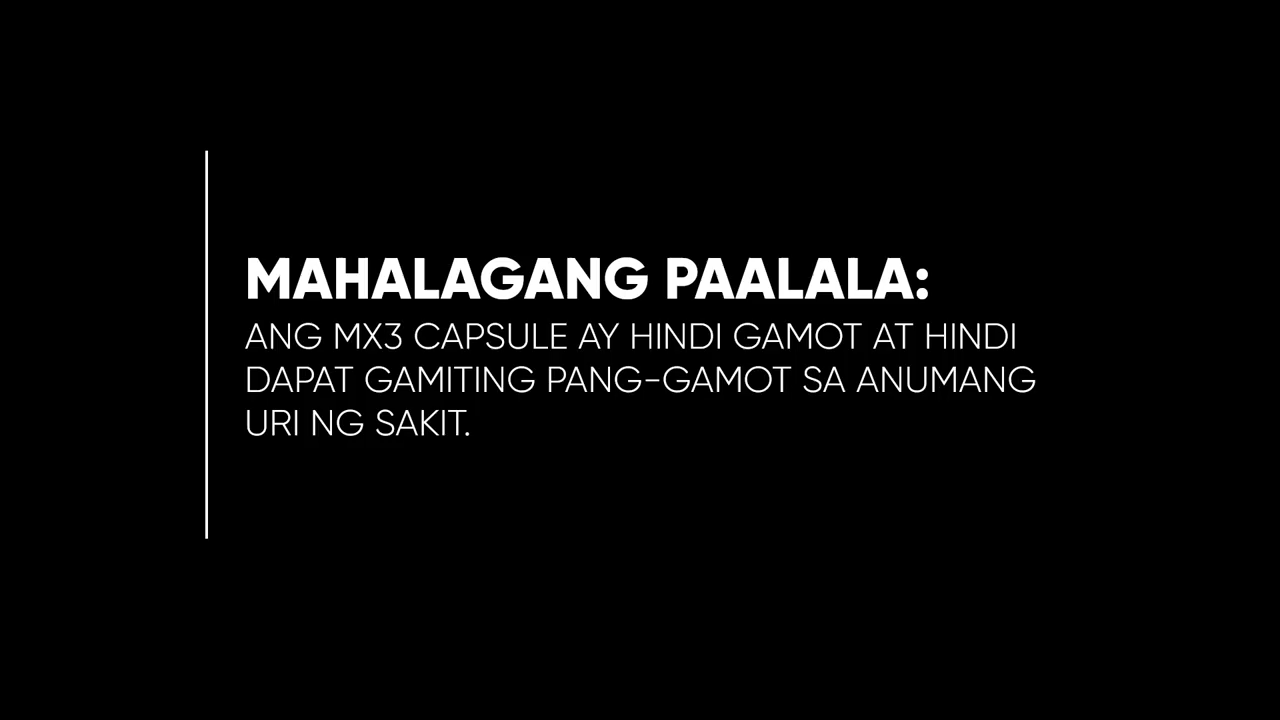 MAHALAGANG PAALALA:
ANG MX3 CAPSULE AY HINDI GAMOT AT HINDI
DAPAT GAMITING PANG-GAMOT SA ANUMANG
URI NG SAKIT.